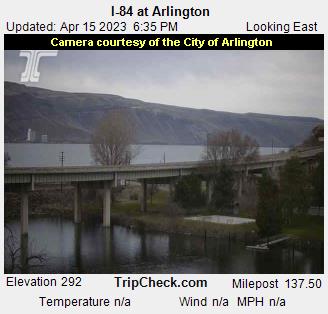 I-84 at Arlington
Updated: Apr 15 2023 6:35 PM Looking East
Camera courtesy of the City of Arlington
Elevation 292 TripCheck.com Milepost 137.50
Temperature n/a Wind n/a MPH n/a